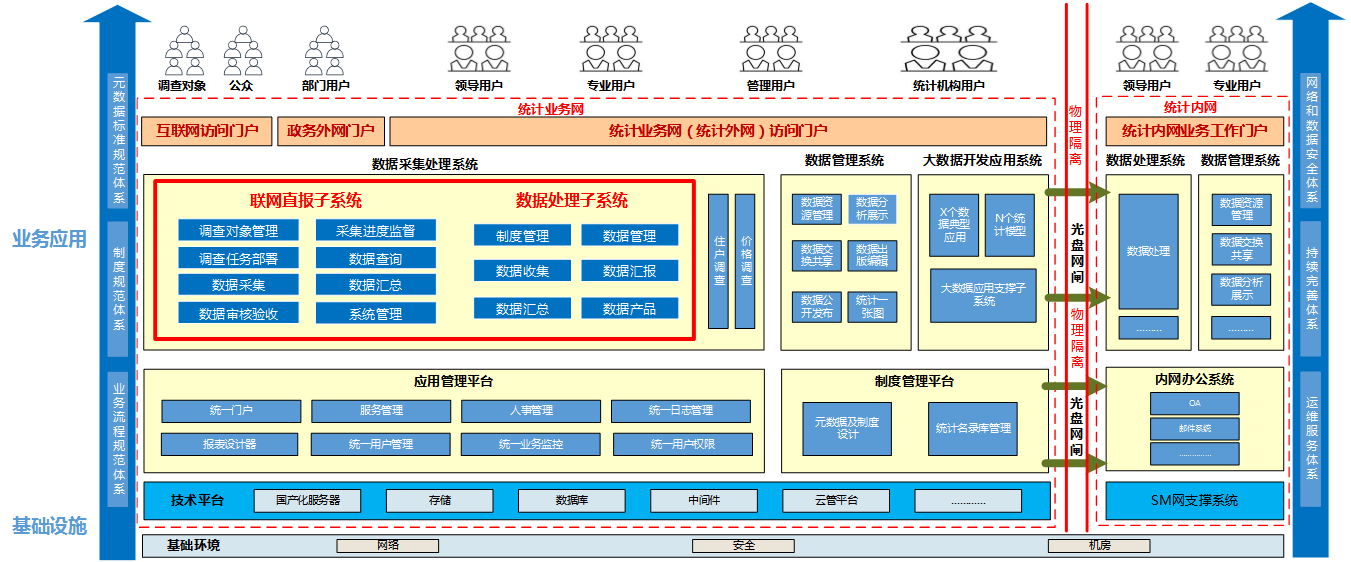 调查对象
公众
部门用户
领导用户
专业用户
管理用户
统计机构用户
领导用户
专业用户
元数据标准规范体系
制度规范体系
业务流程规范体系
业务应用
基础设施
统计业务网
互联网访问门户
政务外网门户
统计业务网（统计外网）访问门户
数据采集处理系统
联网直报子系统
调查对象管理
采集进度监督
调查任务部署
数据查询
数据采集
数据汇总
数据审核验收
系统管理
数据处理子系统
制度管理
数据管理
数据收集
数据汇报
数据汇总
数据产品
住户调查
价格调查
数据管理系统
数据资
源管理
数据分
析展示
数据交
换共享
数据出
版编辑
数据公
开发布
统计一
张图
大数据开发应用系统
X个数
据典型
应用
N个统
计模型
大数据应用支撑子
系统
应用管理平台
统一门户
服务管理
人事管理
统一日志管理
报表设计器
统一用户管理
统一业务监控
统一用户权限
制度管理平台
元数据及制度
设计
统计名录库管理
技术平台
国产化服务器
存储
数据库
中间件
云管平台
…………
基础环境
网络
安全
机房
物理隔离
光盘网闸
物理隔离
光盘网闸
统计内网
统计内网业务工作门户
数据处理系统
数据处理
………
数据管理系统
数据资源
管理
数据交换
共享
数据分析
展示
………
内网办公系统
OA
邮件系统
……………
SM网支撑系统
网络和数据安全体系
持续完善体系
运维服务体系